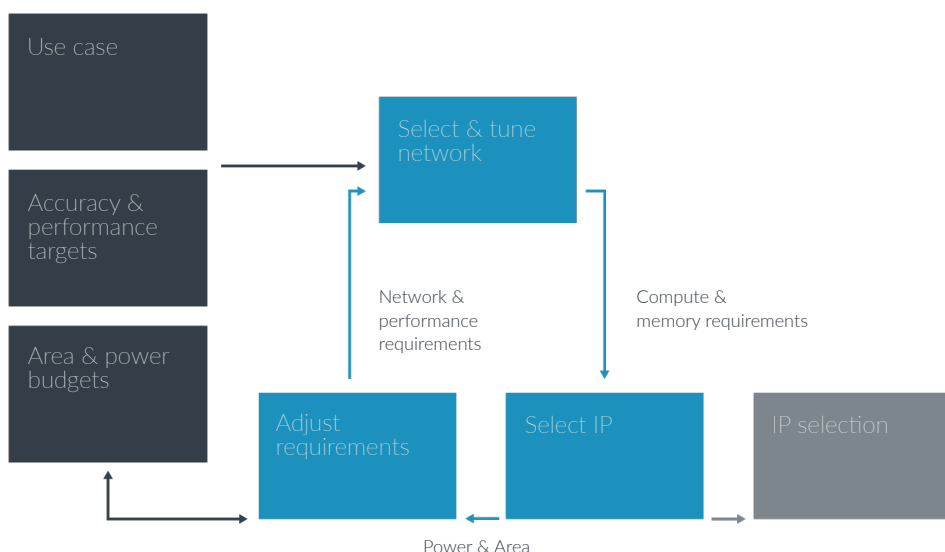 Use case
Select & tune
network
Accuracy &
performance
targets
Network &
performance
requirements
Compute &
memory requirements
Area & power
budgets
Adjust
requirements
Select IP
IP selection
Power & Area